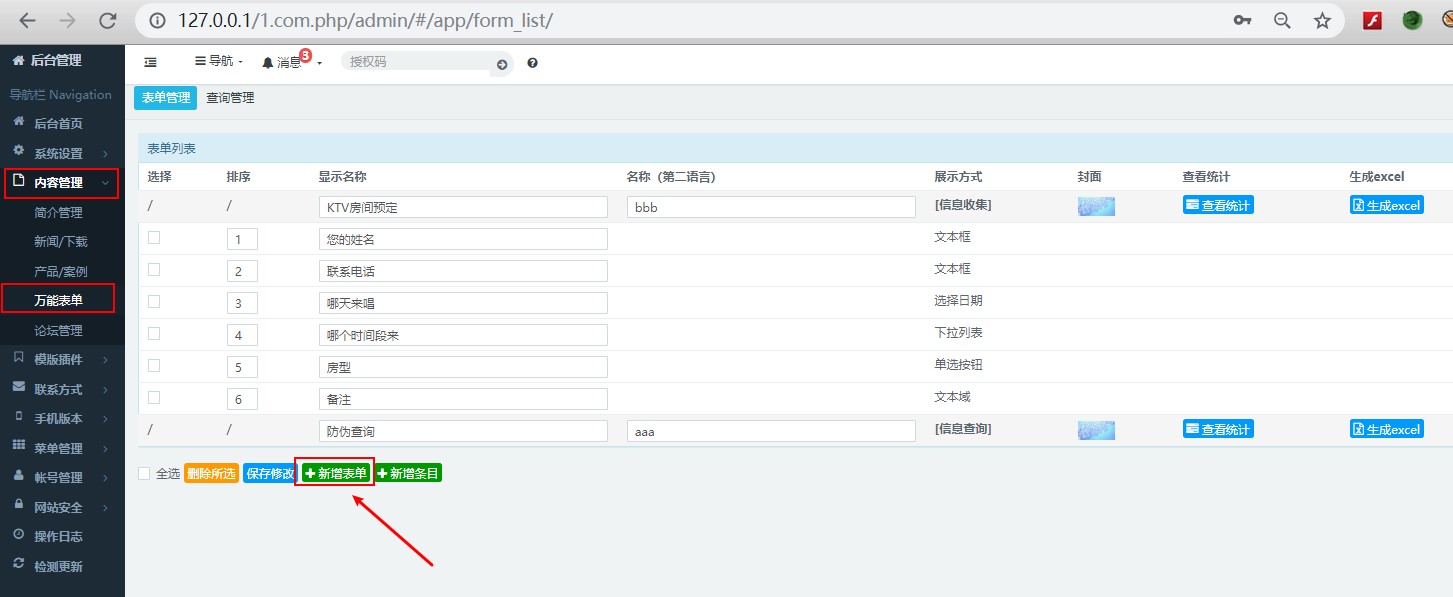 127.0.0.1/1.com.php/admin/#/app/form_list/
后台管理
导航 消息 3 授权码
导航栏 Navigation
表单管理 查询管理
后台首页
系统设置
内容管理
简介管理
新闻/下载
产品/案例
万能表单
论坛管理
模版插件
联系方式
手机版本
菜单管理
帐号管理
网站安全
操作日志
检测更新
表单列表
选择 排序 显示名称 名称（第二语言） 展示方式 封面 查看统计 生成excel
/ / KTV房间预定 bbb [信息收集] 查看统计 生成excel
1 您的姓名 文本框
2 联系电话 文本框
3 哪天来唱 选择日期
4 哪个时间段来 下拉列表
5 房型 单选按钮
6 备注 文本域
/ / 防伪查询 aaa [信息查询] 查看统计 生成excel
全选 删除所选 保存修改 新增表单 新增条目